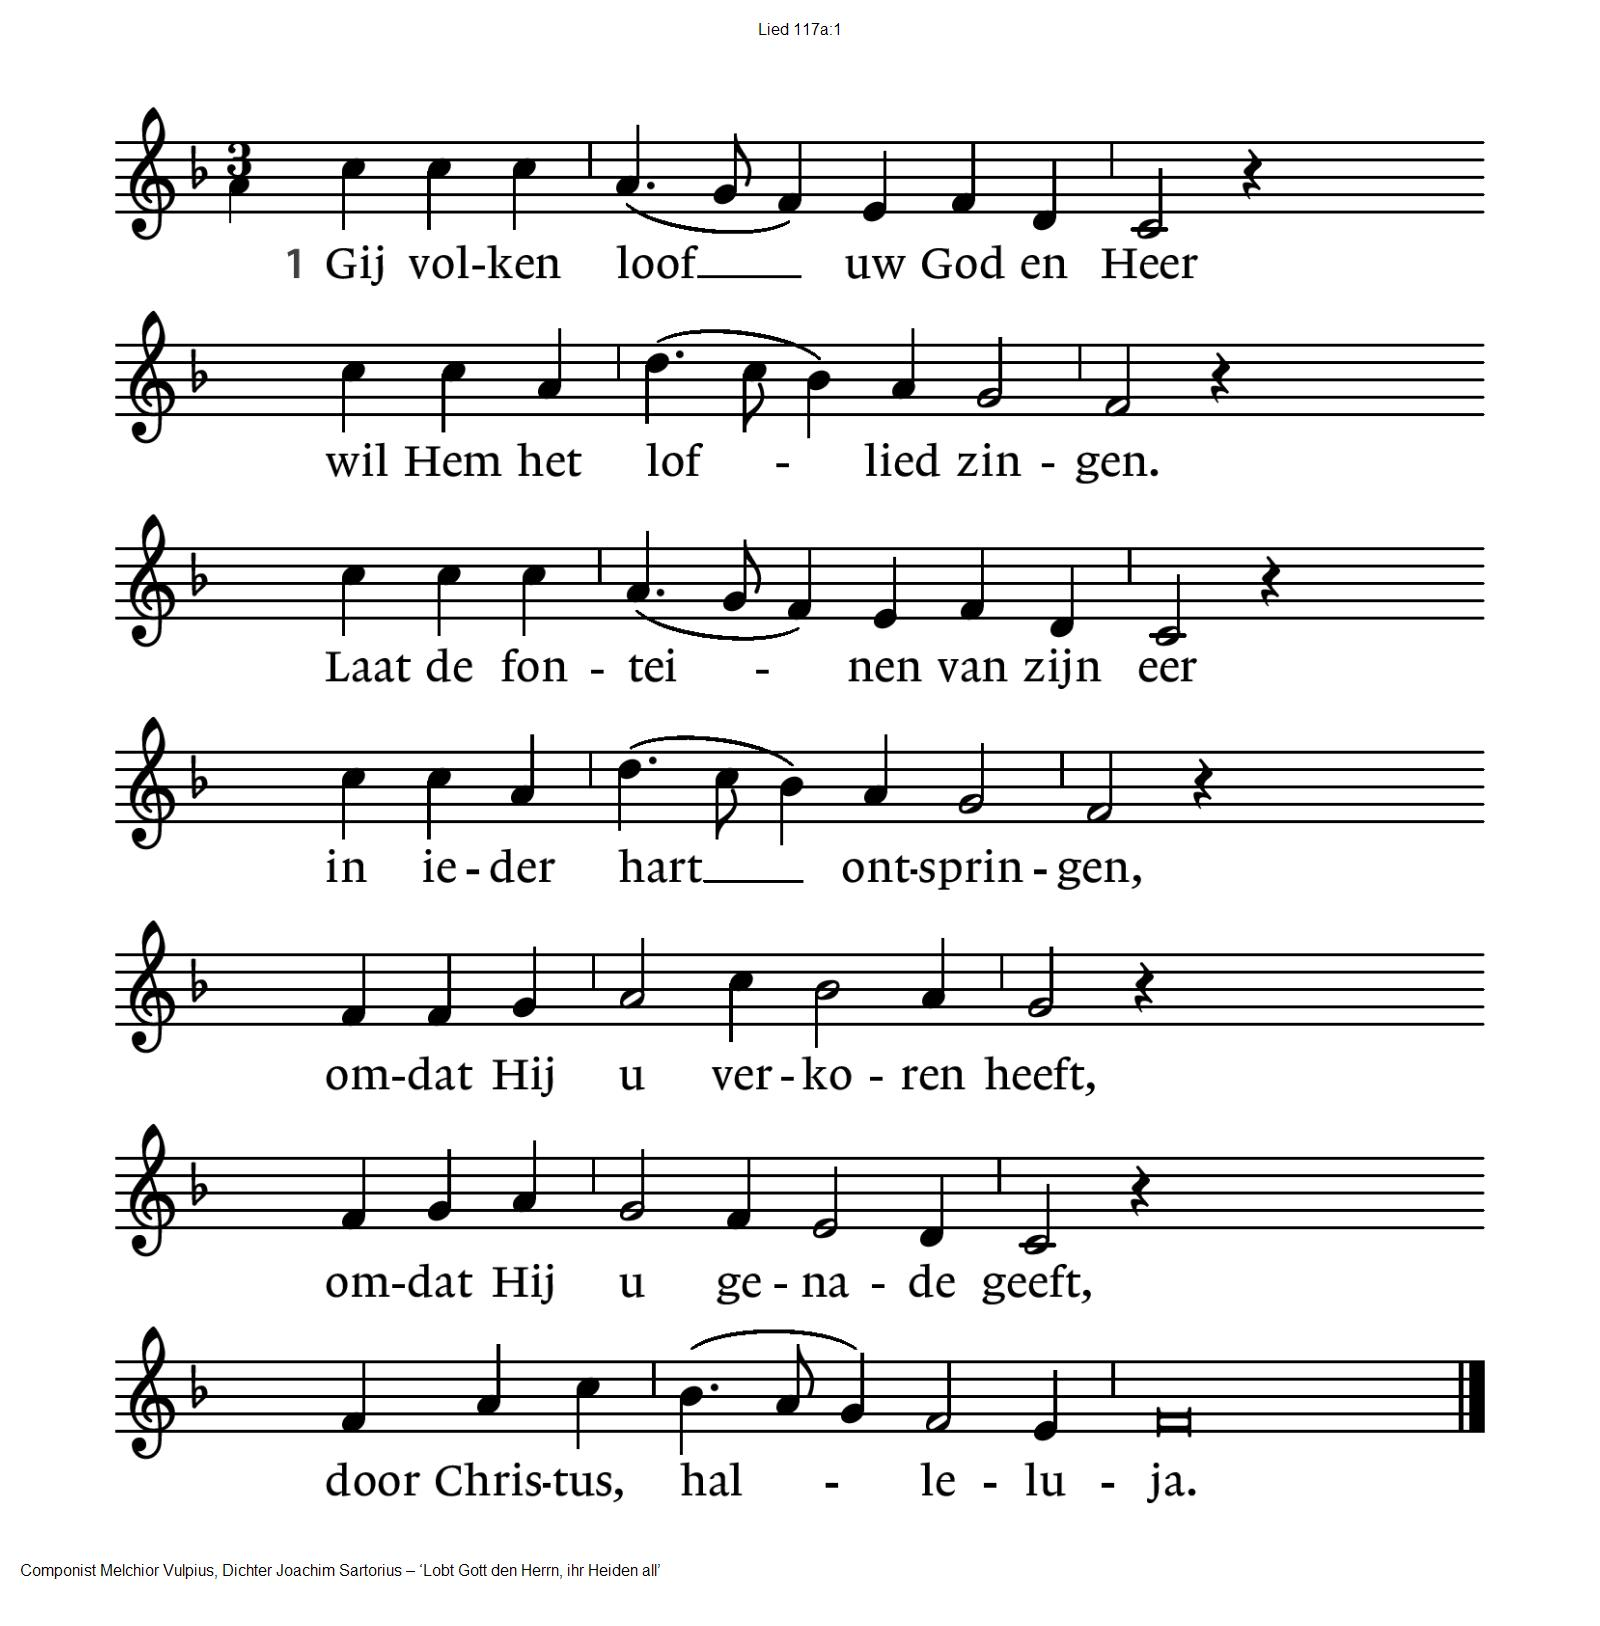 Lied 117a:1
3
1 Gij vol-ken loof____ uw God en Heer
wil Hem het lof - lied zin - gen.
Laat de fon - tei - nen van zijn eer
in ie - der hart____ ont-sprin - gen,
om-dat Hij u ver - ko - ren heeft,
om-dat Hij u ge - na - de geeft,
door Chris-tus, hal - le - lu - ja.
Componist Melchior Vulpius, Dichter Joachim Sartorius – ‘Lobt Gott den Herrn, ihr Heiden all’